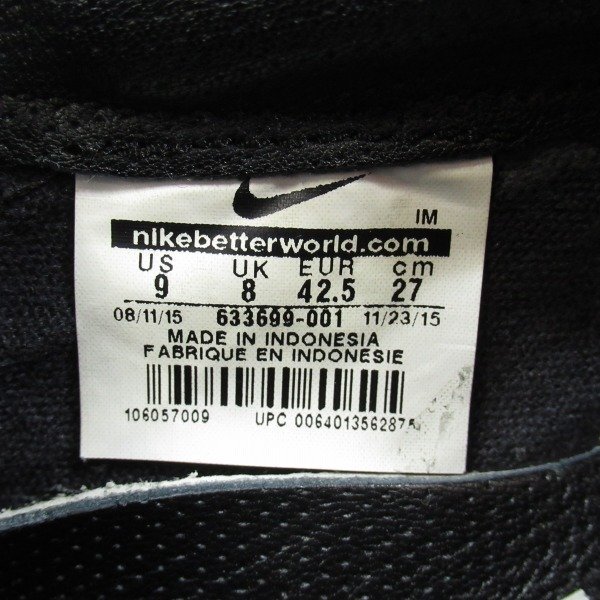 IM
nikebetterworld.com
US UK EUR cm
9 8 42.5 27
08/11/15 633699-001 11/23/15
MADE IN INDONESIA
FABRIQUE EN INDONESIE
106057009 UPC 0064013562875